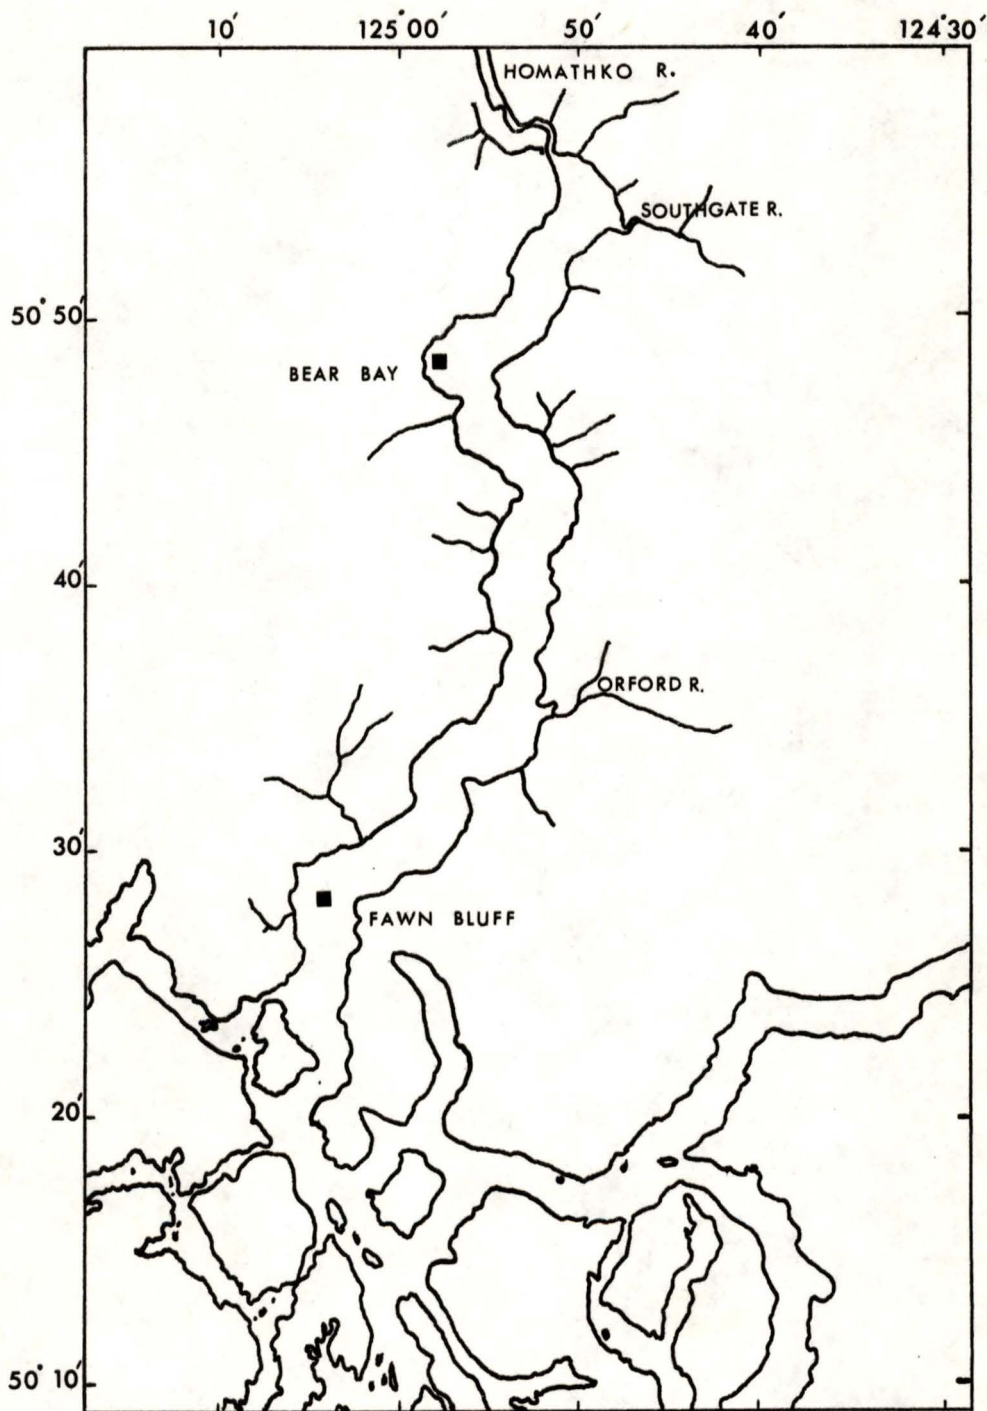 10′ 125°00′ 50′ 40′ 124°30′
HOMATHKO R.
SOUTHGATE R.
50°50′
BEAR BAY
40′
ORFORD R.
30′
FAWN BLUFF
20′
50°10′